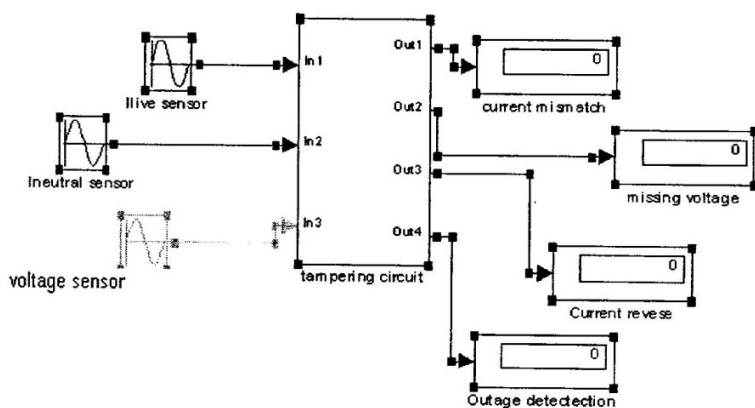 Ilive sensor
Ineutral sensor
voltage sensor
In1
In2
In3
tampering circuit
Out1
Out2
Out3
Out4
0
current mismatch
0
missing voltage
0
Current revese
0
Outage detectection